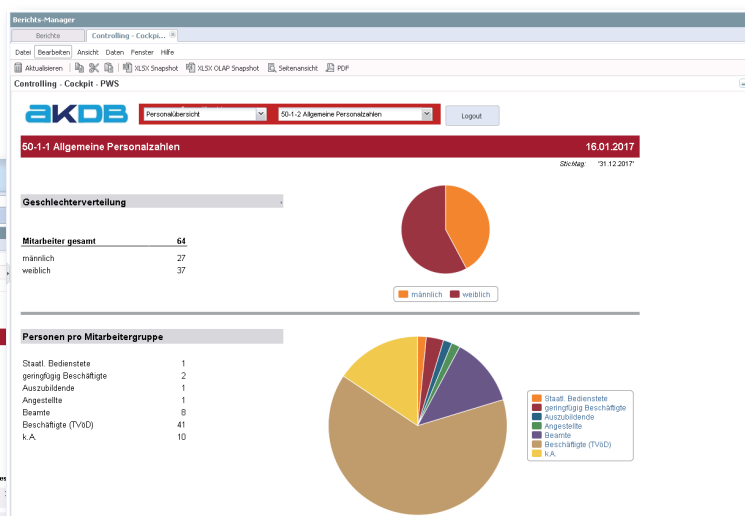 Berichts-Manager
Berichte Controlling - Cockpi...
Datei Bearbeiten Ansicht Daten Fenster Hilfe
Aktualisieren XLSX Snapshot XLSX OLAP Snapshot Seitenansicht PDF
Controlling - Cockpit - PWS
AKDB Personalübersicht 50-1-2 Allgemeine Personalzahlen Logout
50-1-1 Allgemeine Personalzahlen 16.01.2017
Stichtag: '31.12.2017'
Geschlechterverteilung
Mitarbeiter gesamt 64
männlich 27
weiblich 37
männlich weiblich
Personen pro Mitarbeitergruppe
Staatl. Bedienstete 1
geringfügig Beschäftigte 2
Auszubildende 1
Angestellte 1
Beamte 8
Beschäftigte (TVöD) 41
k.A. 10
Staatl. Bedienstete
geringfügig Beschäftigte
Auszubildende
Angestellte
Beamte
Beschäftigte (TVöD)
k.A.